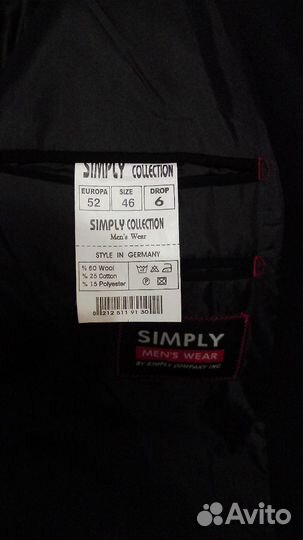 SIMPLY COLLECTION
EUROPA SIZE DROP
52 46 6
SIMPLY COLLECTION
Men's Wear
STYLE IN GERMANY
% 60 Wool
% 25 Cotton
% 15 Polyester
SIMPLY
MEN'S WEAR
BY SIMPLY COMPANY INC.
Avito